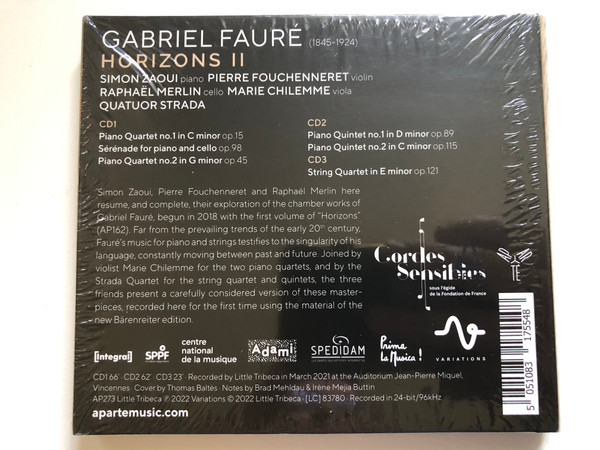 GABRIEL FAURÉ (1845-1924)
HORIZONS II
SIMON ZAOUI piano PIERRE FOUCHENNERET violin
RAPHAËL MERLIN cello MARIE CHILEMME viola
QUATUOR STRADA
CD1
Piano Quartet no.1 in C minor op.15
Sérénade for piano and cello op.98
Piano Quartet no.2 in G minor op.45
CD2
Piano Quintet no.1 in D minor op.89
Piano Quintet no.2 in C minor op.115
CD3
String Quartet in E minor op.121
Simon Zaoui, Pierre Fouchenneret and Raphaël Merlin here
resume, and complete, their exploration of the chamber works of
Gabriel Fauré, begun in 2018 with the first volume of "Horizons"
(AP162). Far from the prevailing trends of the early 20th century,
Fauré's music for piano and strings testifies to the singularity of his
language, constantly moving between past and future. Joined by
violist Marie Chilemme for the two piano quartets, and by the
Strada Quartet for the string quartet and quintets, the three
friends present a carefully considered version of these master-
pieces, recorded here for the first time using the material of the
new Bärenreiter edition.
Cordes
Sensibles
sous l'égide
de la Fondation de France
[integral]
SPPF
centre
national
de la musique
Adami
SPEDIDAM
Prima
La Musica!
VARIATIONS
5 051083 175548
CD1 66' CD2 62' CD3 23' · Recorded by Little Tribeca in March 2021 at the Auditorium Jean-Pierre Miquel,
Vincennes · Cover by Thomas Baltès · Notes by Brad Mehldau & Irène Mejia Buttin
AP273 Little Tribeca ℗ 2022 Variations © 2022 Little Tribeca · [LC] 83780 · Recorded in 24-bit/96kHz
apartemusic.com